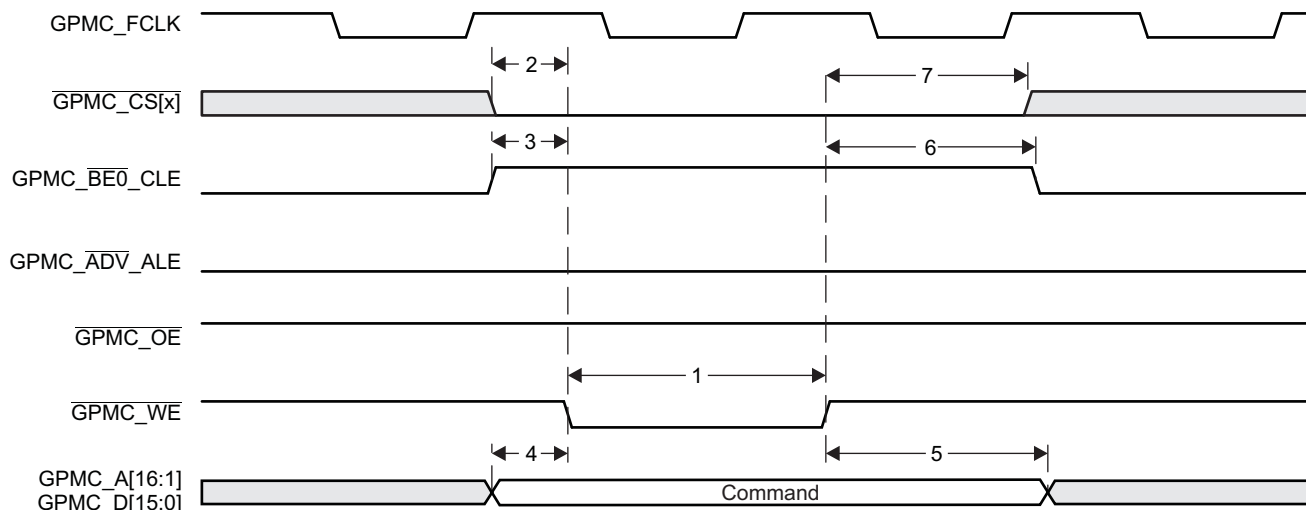 GPMC_FCLK
2
7
GPMC_CS[x]
3
6
GPMC_BE0_CLE
GPMC_ADV_ALE
GPMC_OE
1
GPMC_WE
4
5
GPMC_A[16:1]
Command
GPMC_D[15:0]